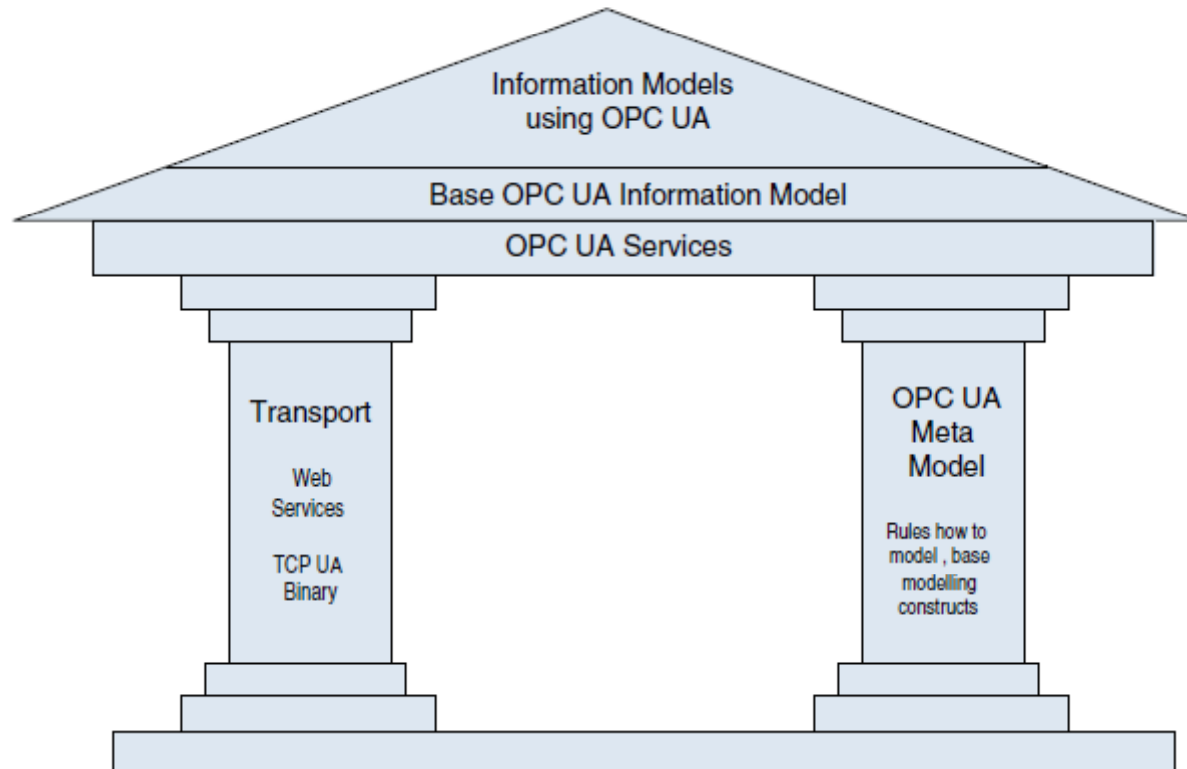 Information Models
using OPC UA
Base OPC UA Information Model
OPC UA Services
Transport
Web
Services
TCP UA
Binary
OPC UA
Meta
Model
Rules how to
model , base
modelling
constructs